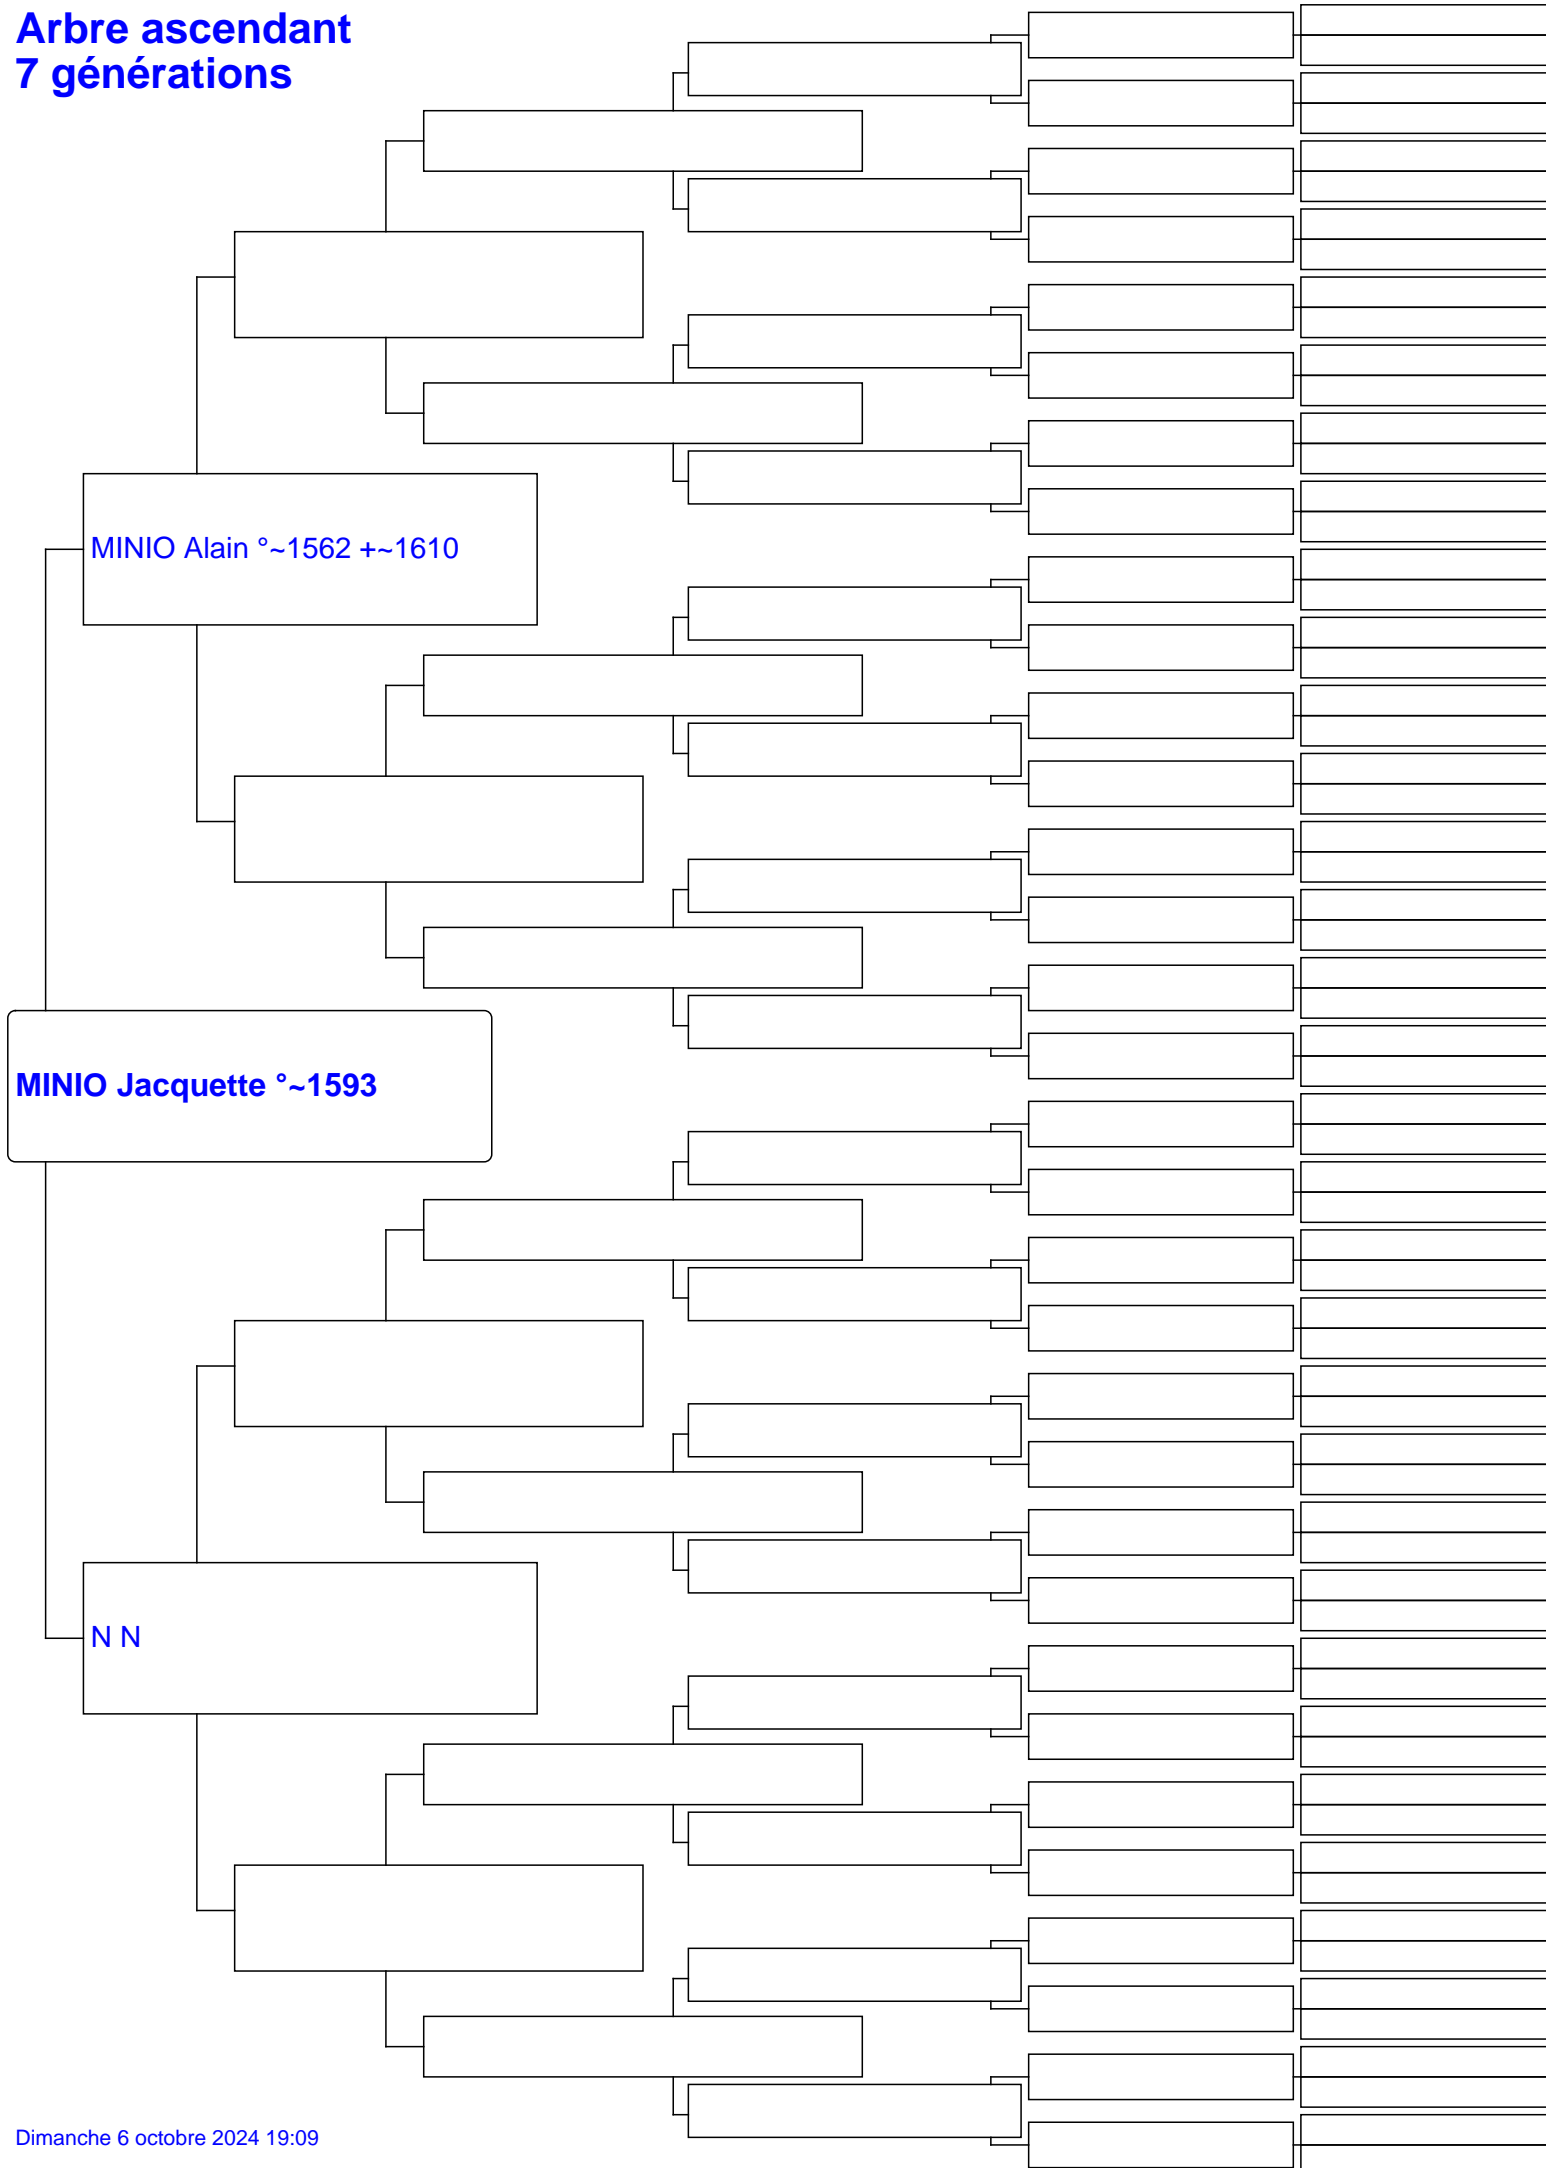 Arbre ascendant
7 générations
MINIO Alain °~1562 +~1610
MINIO Jacquette °~1593
N N
Dimanche 6 octobre 2024 19:09